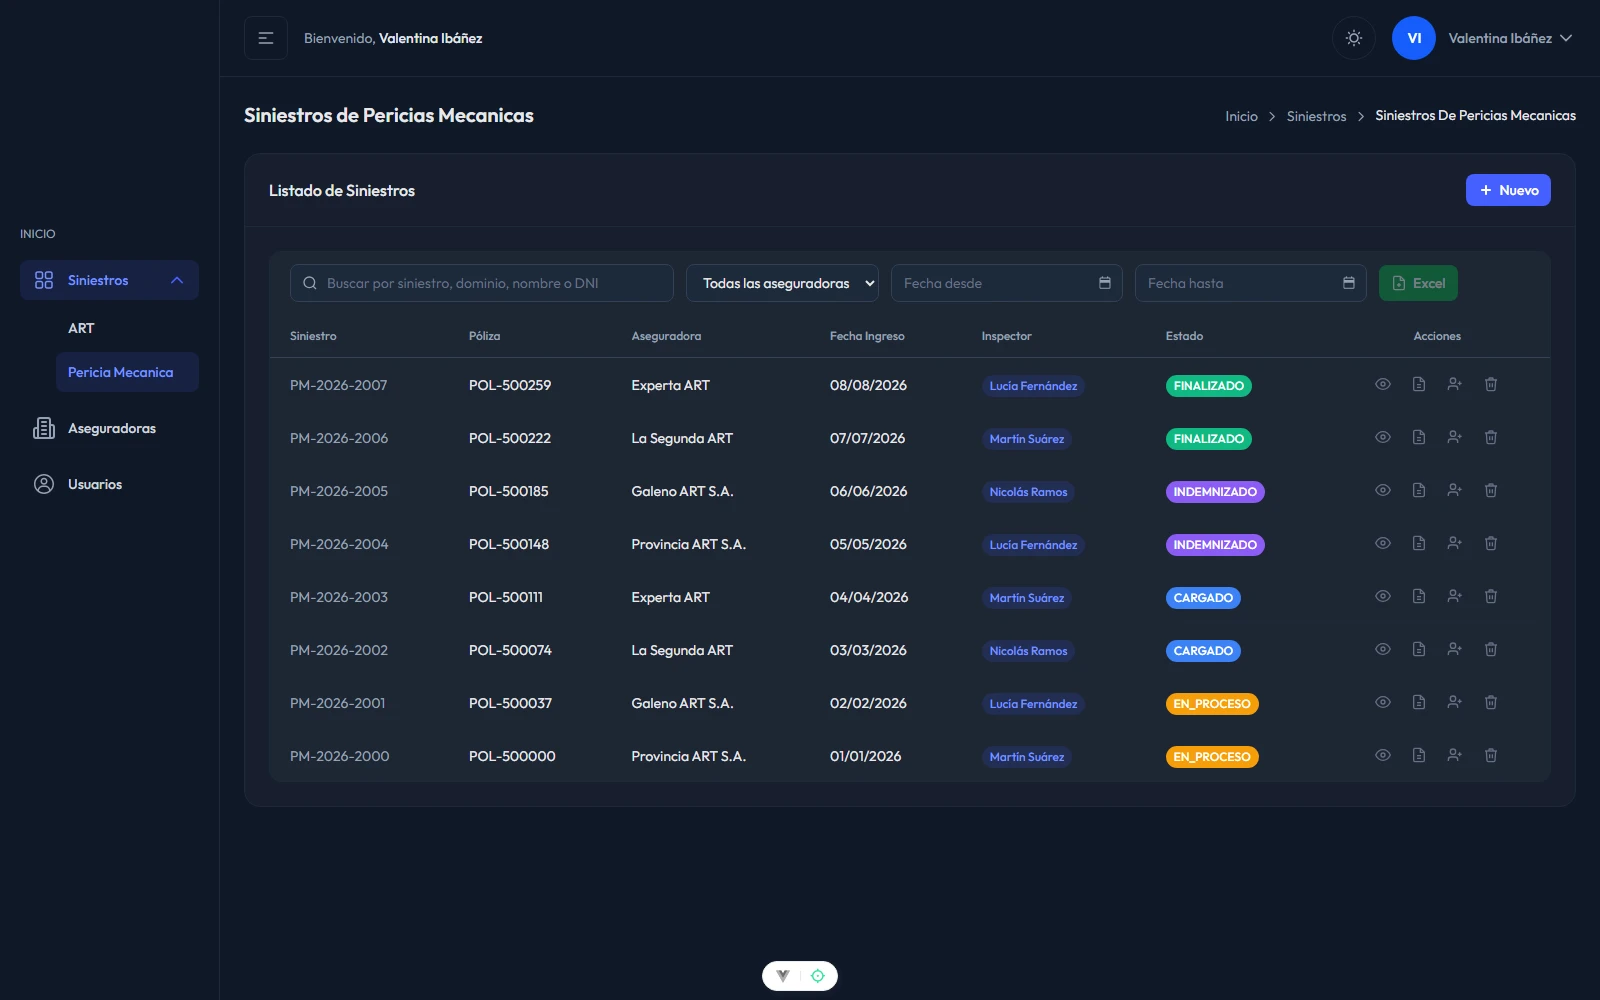 Bienvenido, Valentina Ibáñez
VI
Valentina Ibáñez
INICIO
Siniestros
ART
Pericia Mecanica
Aseguradoras
Usuarios
Siniestros de Pericias Mecanicas
Inicio > Siniestros > Siniestros De Pericias Mecanicas
Listado de Siniestros
+ Nuevo
Buscar por siniestro, dominio, nombre o DNI
Todas las aseguradoras
Fecha desde
Fecha hasta
Excel
Siniestro Póliza Aseguradora Fecha Ingreso Inspector Estado Acciones
PM-2026-2007 POL-500259 Experta ART 08/08/2026 Lucía Fernández FINALIZADO
PM-2026-2006 POL-500222 La Segunda ART 07/07/2026 Martín Suárez FINALIZADO
PM-2026-2005 POL-500185 Galeno ART S.A. 06/06/2026 Nicolás Ramos INDEMNIZADO
PM-2026-2004 POL-500148 Provincia ART S.A. 05/05/2026 Lucía Fernández INDEMNIZADO
PM-2026-2003 POL-500111 Experta ART 04/04/2026 Martín Suárez CARGADO
PM-2026-2002 POL-500074 La Segunda ART 03/03/2026 Nicolás Ramos CARGADO
PM-2026-2001 POL-500037 Galeno ART S.A. 02/02/2026 Lucía Fernández EN_PROCESO
PM-2026-2000 POL-500000 Provincia ART S.A. 01/01/2026 Martín Suárez EN_PROCESO